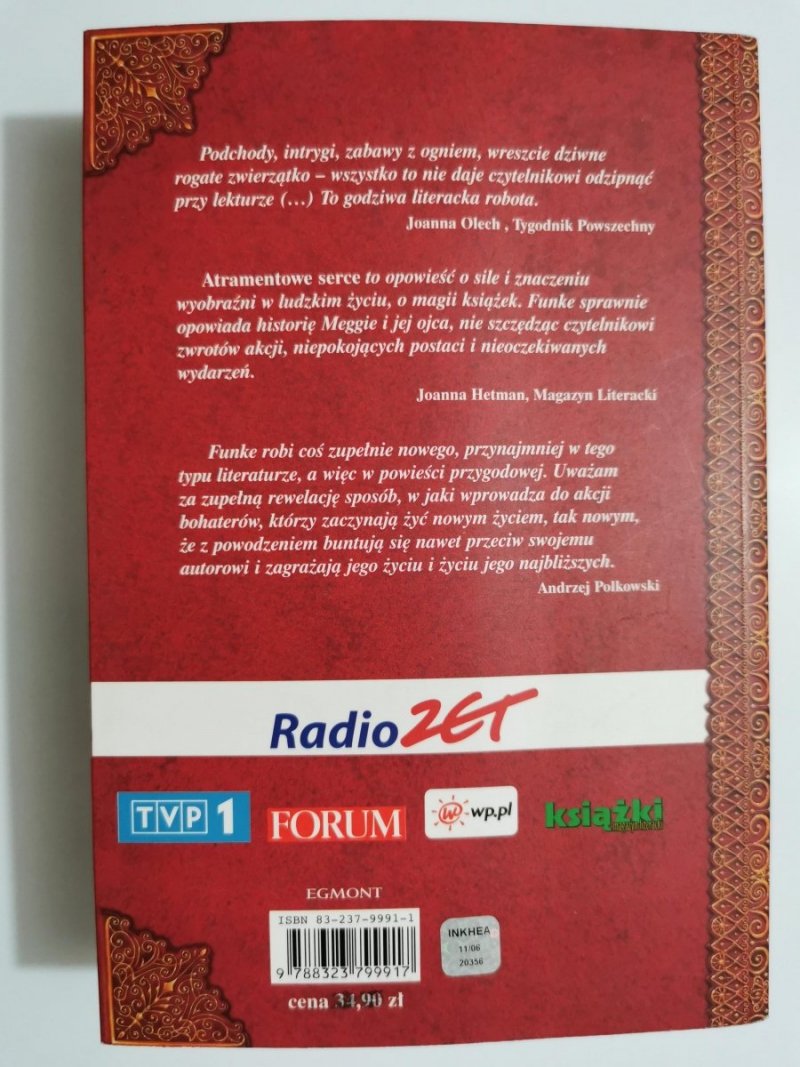 Podchody, intrygi, zabawy z ogniem, wreszcie dziwne
rogate zwierzątko – wszystko to nie daje czytelnikowi odzipnąć
przy lekturze (…) To godziwa literacka robota.
Joanna Olech , Tygodnik Powszechny
Atramentowe serce to opowieść o sile i znaczeniu
wyobraźni w ludzkim życiu, o magii książek. Funke sprawnie
opowiada historię Meggie i jej ojca, nie szczędząc czytelnikowi
zwrotów akcji, niepokojących postaci i nieoczekiwanych
wydarzeń.
Joanna Hetman, Magazyn Literacki
Funke robi coś zupełnie nowego, przynajmniej w tego
typu literaturze, a więc w powieści przygodowej. Uważam
za zupełną rewelację sposób, w jaki wprowadza do akcji
bohaterów, którzy zaczynają żyć nowym życiem, tak nowym,
że z powodzeniem buntują się nawet przeciw swojemu
autorowi i zagrażają jego życiu i życiu jego najbliższych.
Andrzej Polkowski
Radio ZET
TVP 1
FORUM
wp.pl
książki
magazyn literacki
EGMONT
ISBN 83-237-9991-1
9 788323 799917
INKHEA
11/06
20356
cena 34,90 zł